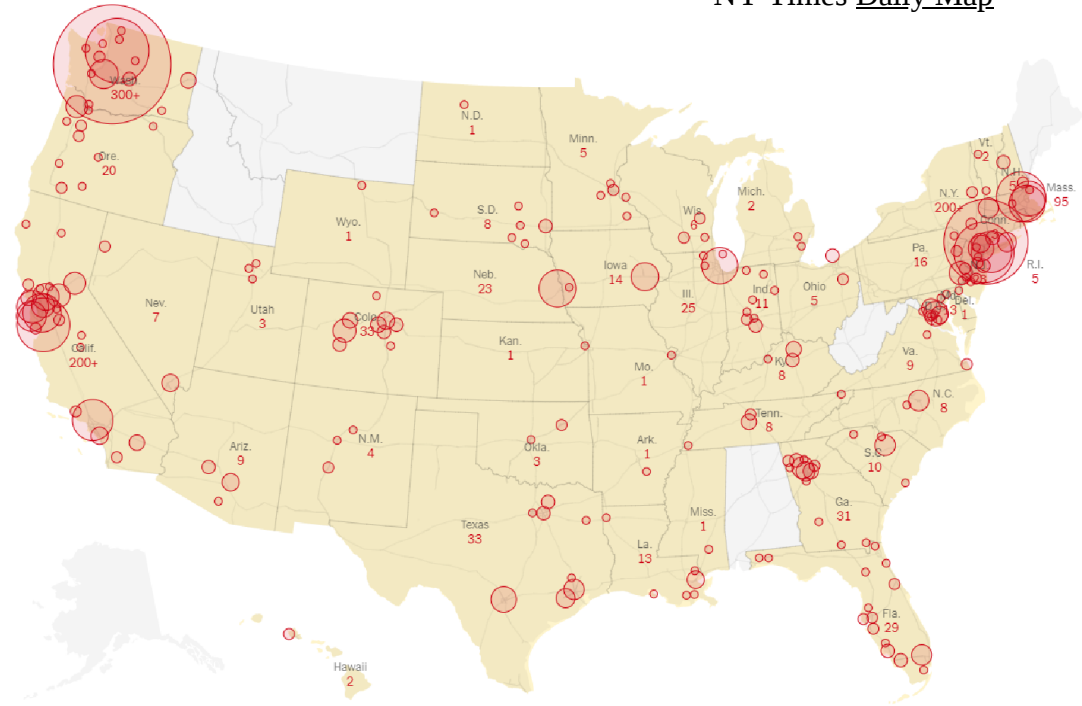 NY Times Daily Map
Wash.
300+
Ore.
20
Calif.
200+
Nev.
7
Utah
3
Ariz.
9
N.M.
4
Colo.
33
Wyo.
1
N.D.
1
S.D.
8
Neb.
23
Kan.
1
Okla.
3
Texas
33
Minn.
5
Iowa
14
Mo.
1
Ark.
1
La.
13
Miss.
1
Wis.
6
Ill.
25
Mich.
2
Ind.
11
Ohio
5
Ky.
8
Tenn.
8
Ga.
31
Fla.
29
S.C.
10
N.C.
8
Va.
9
Del.
1
Pa.
16
N.Y.
200+
Vt.
2
N.H.
5
Mass.
95
Conn.
R.I.
5
Hawaii
2